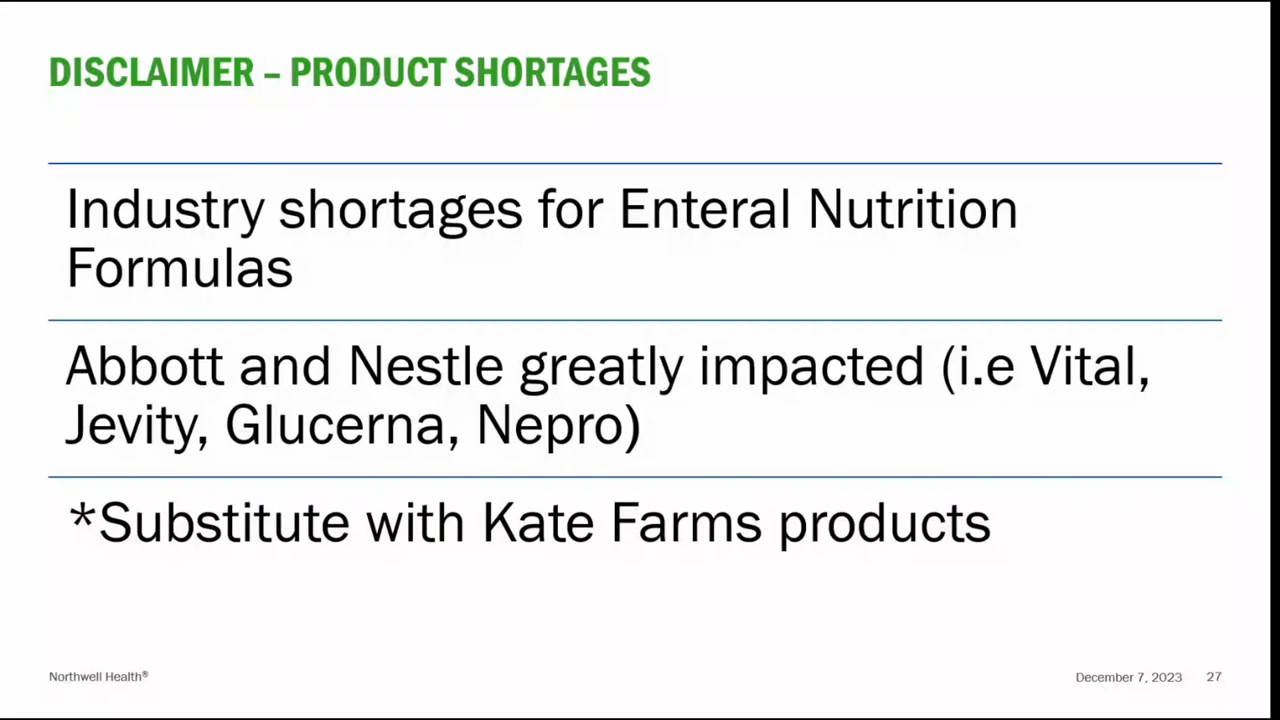 DISCLAIMER – PRODUCT SHORTAGES
Industry shortages for Enteral Nutrition
Formulas
Abbott and Nestle greatly impacted (i.e Vital,
Jevity, Glucerna, Nepro)
*Substitute with Kate Farms products
Northwell Health®
December 7, 2023 27